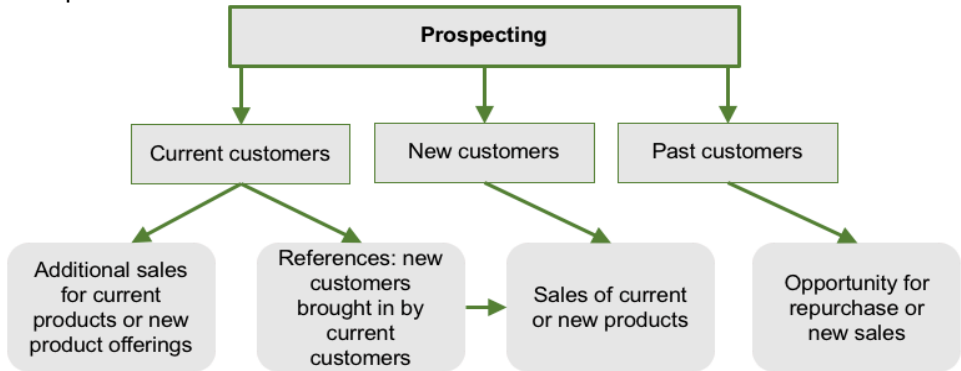 Prospecting
Current customers
New customers
Past customers
Additional sales
for current
products or new
product offerings
References: new
customers
brought in by
current
customers
Sales of current
or new products
Opportunity for
repurchase or
new sales